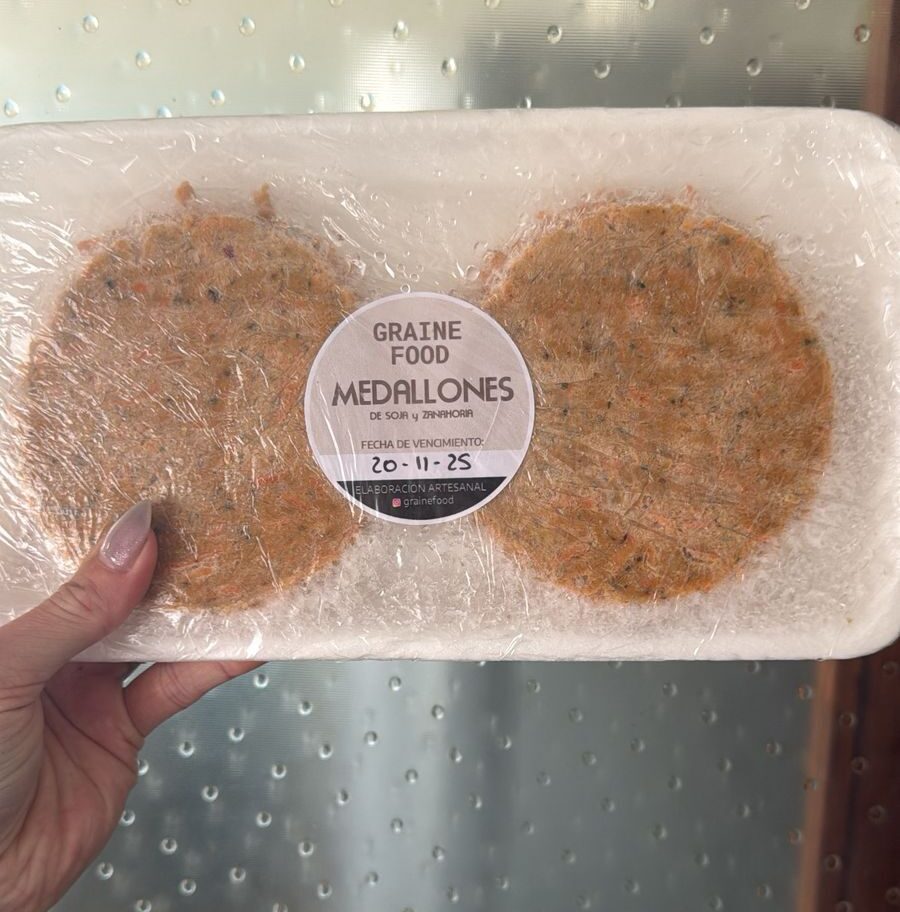 GRAINE
FOOD
MEDALLONES
DE SOJA y ZANAHORIA
FECHA DE VENCIMIENTO:
20-11-25
ELABORACIÓN ARTESANAL
grainefood